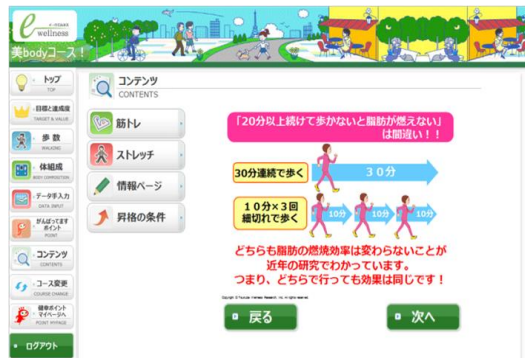 e-wellness
美bodyコース!
トップ
TOP
目標と達成度
TARGET & VALUE
歩数
WALKING
体組成
BODY COMPOSITION
データ手入力
DATA INPUT
がんばってます
ポイント
POINT
コンテンツ
CONTENTS
コース変更
COURSE CHANGE
健幸ポイント
マイページへ
POINT MYPAGE
ログアウト
コンテンツ
CONTENTS
筋トレ
ストレッチ
情報ページ
昇格の条件
「20分以上続けて歩かないと脂肪が燃えない」
は間違い!!
30分連続で歩く
30分
10分×3回
細切れで歩く
10分 10分 10分
どちらも脂肪の燃焼効率は変わらないことが
近年の研究でわかっています。
つまり、どちらで行っても効果は同じです!
戻る
次へ